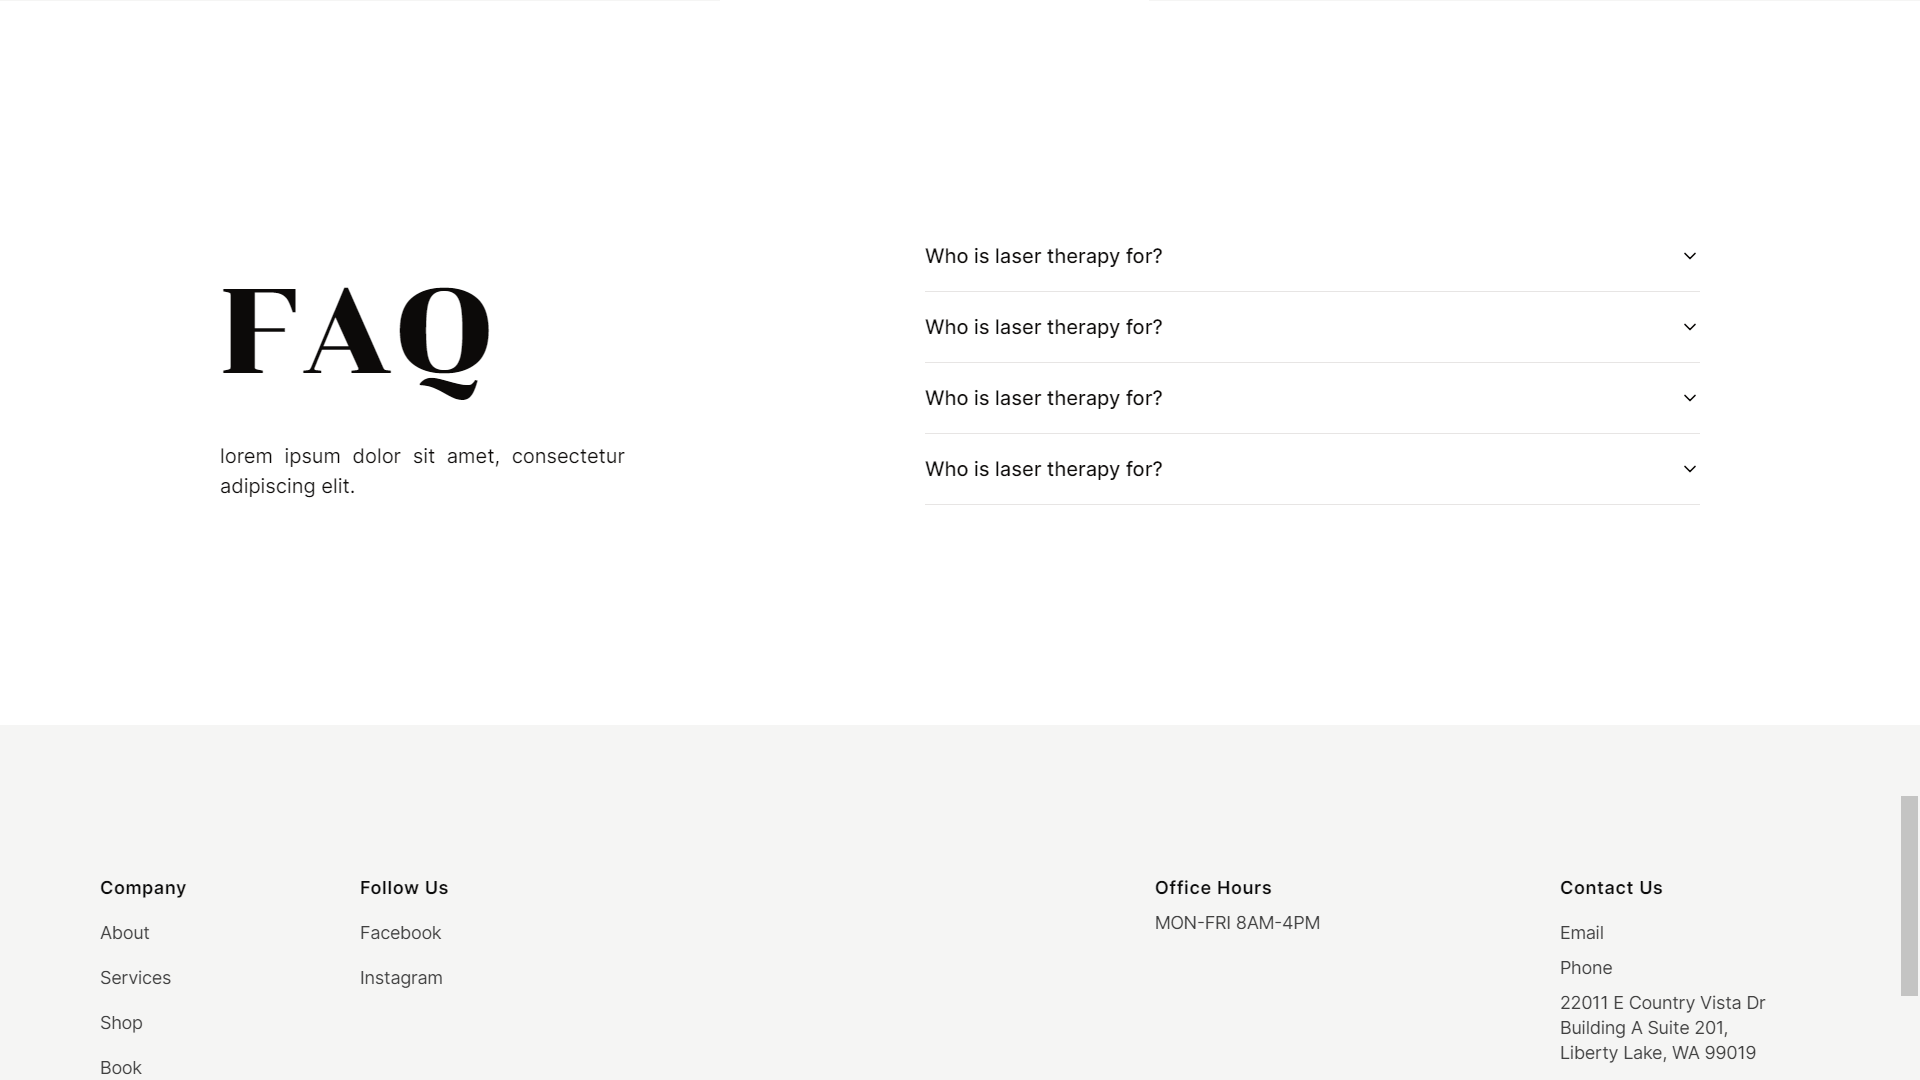 FAQ
lorem ipsum dolor sit amet, consectetur
adipiscing elit.
Who is laser therapy for?
Who is laser therapy for?
Who is laser therapy for?
Who is laser therapy for?
Company
About
Services
Shop
Book
Follow Us
Facebook
Instagram
Office Hours
MON-FRI 8AM-4PM
Contact Us
Email
Phone
22011 E Country Vista Dr
Building A Suite 201,
Liberty Lake, WA 99019